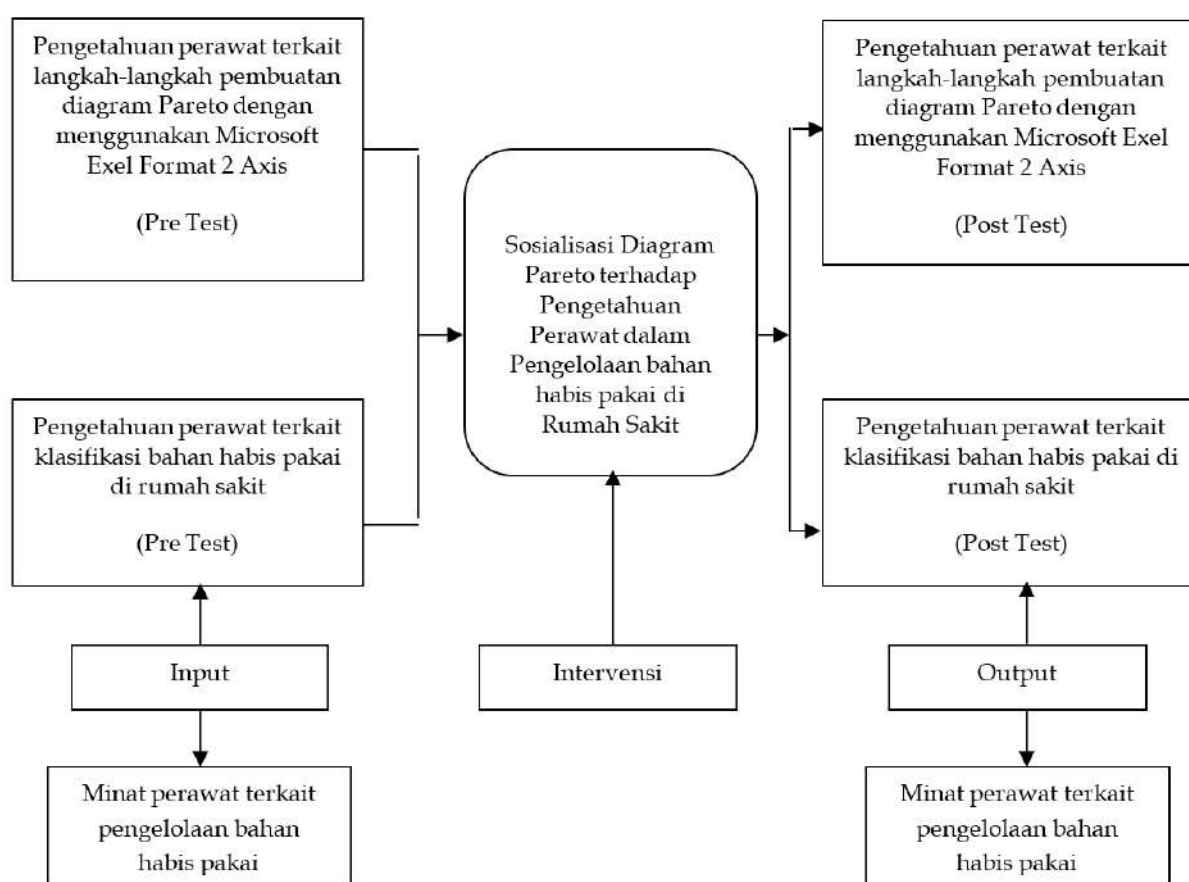 Pengetahuan perawat terkait
langkah-langkah pembuatan
diagram Pareto dengan
menggunakan Microsoft
Exel Format 2 Axis
(Pre Test)
Pengetahuan perawat terkait
klasifikasi bahan habis pakai
di rumah sakit
(Pre Test)
Input
Minat perawat terkait
pengelolaan bahan
habis pakai
Sosialisasi Diagram
Pareto terhadap
Pengetahuan
Perawat dalam
Pengelolaan bahan
habis pakai di
Rumah Sakit
Intervensi
Pengetahuan perawat terkait
langkah-langkah pembuatan
diagram Pareto dengan
menggunakan Microsoft Exel
Format 2 Axis
(Post Test)
Pengetahuan perawat terkait
klasifikasi bahan habis pakai di
rumah sakit
(Post Test)
Output
Minat perawat terkait
pengelolaan bahan
habis pakai